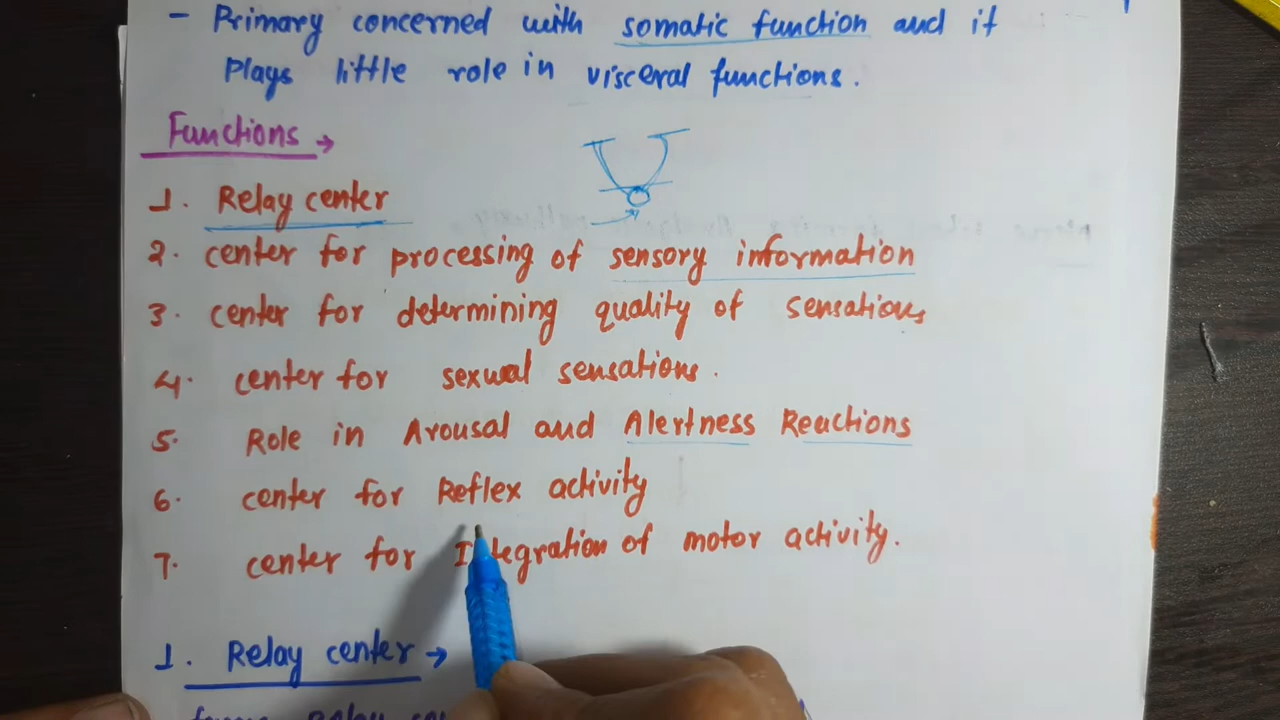 - Primary concerned with somatic function and it
Plays little role in visceral functions.
Functions →
1. Relay center
2. center for processing of sensory information
3. center for determining quality of sensations
4. center for sexual sensations.
5. Role in Arousal and Alertness Reactions
6. center for Reflex activity
7. center for Integration of motor activity.
1. Relay center →